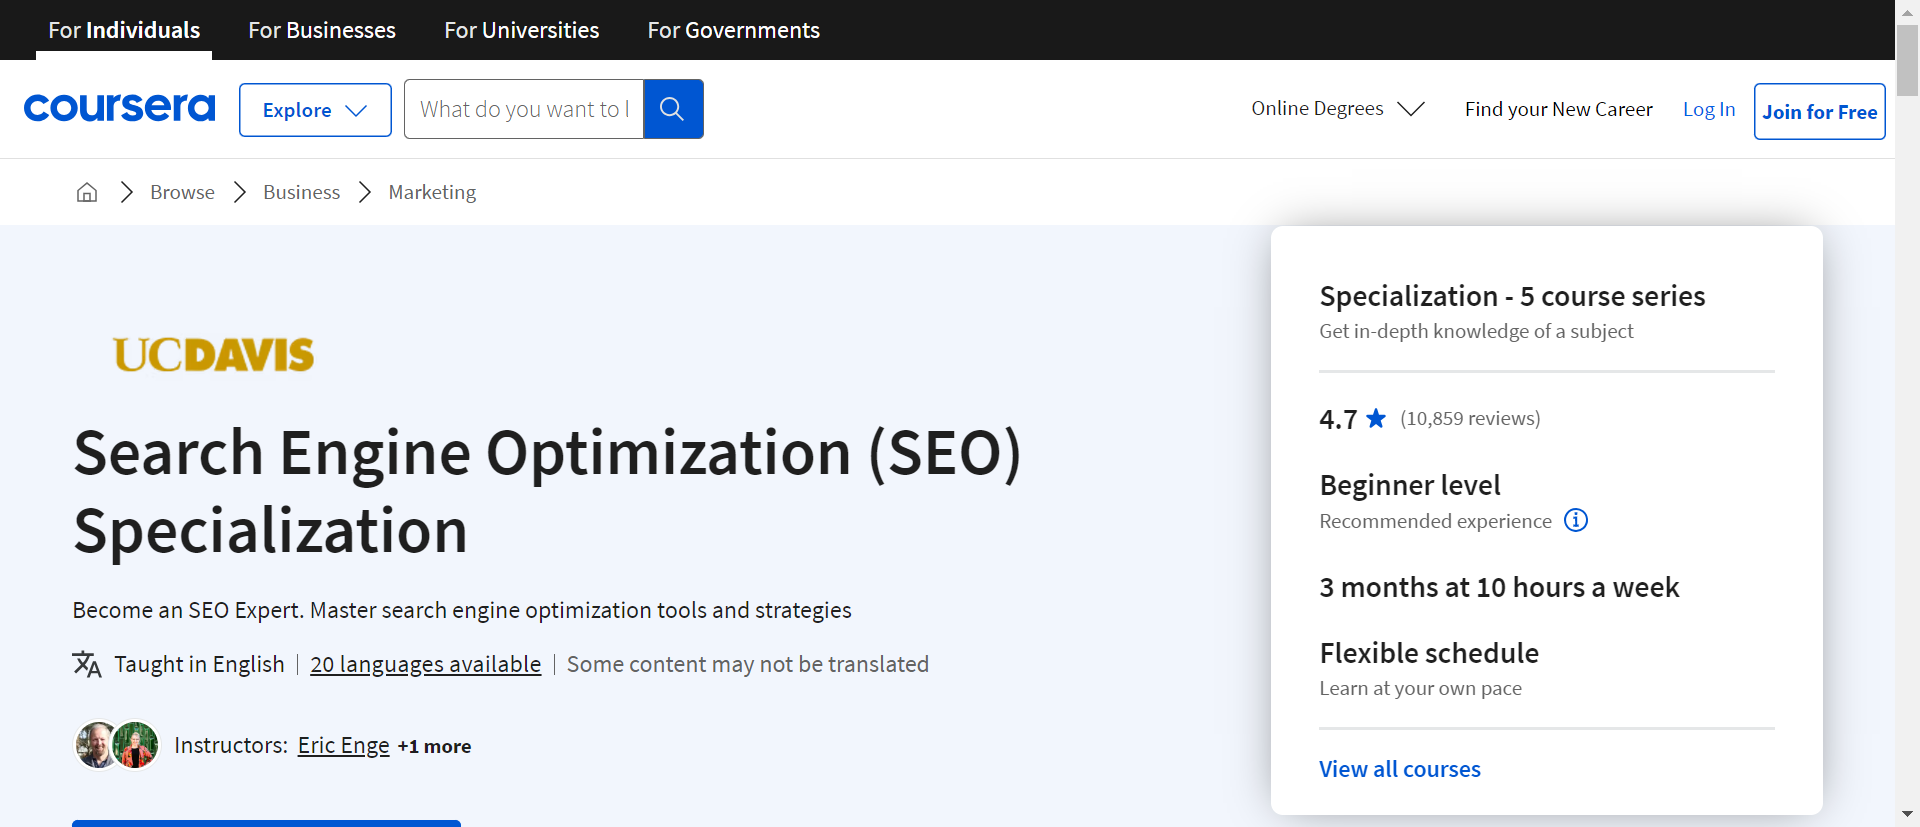 For Individuals For Businesses For Universities For Governments
coursera Explore What do you want to l Online Degrees Find your New Career Log In Join for Free
Browse Business Marketing
UCDAVIS
Search Engine Optimization (SEO)
Specialization
Become an SEO Expert. Master search engine optimization tools and strategies
Taught in English 20 languages available Some content may not be translated
Instructors: Eric Enge +1 more
Specialization - 5 course series
Get in-depth knowledge of a subject
4.7 (10,859 reviews)
Beginner level
Recommended experience
3 months at 10 hours a week
Flexible schedule
Learn at your own pace
View all courses